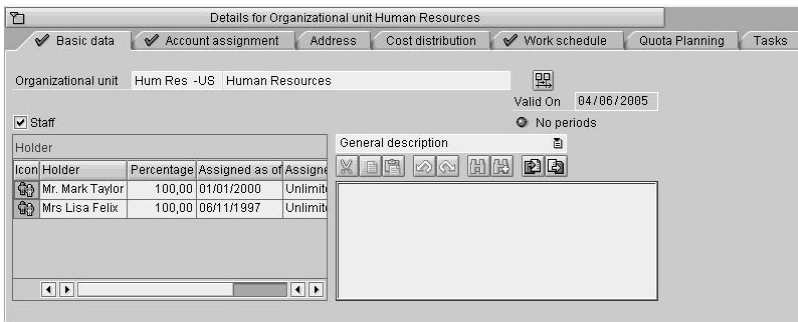 Details for Organizational unit Human Resources
Basic data Account assignment Address Cost distribution Work schedule Quota Planning Tasks
Organizational unit Hum Res -US Human Resources
Valid On 04/06/2005
Staff No periods
Holder General description
Icon Holder Percentage Assigned as of Assigne
Mr. Mark Taylor 100,00 01/01/2000 Unlimite
Mrs Lisa Felix 100,00 06/11/1997 Unlimite